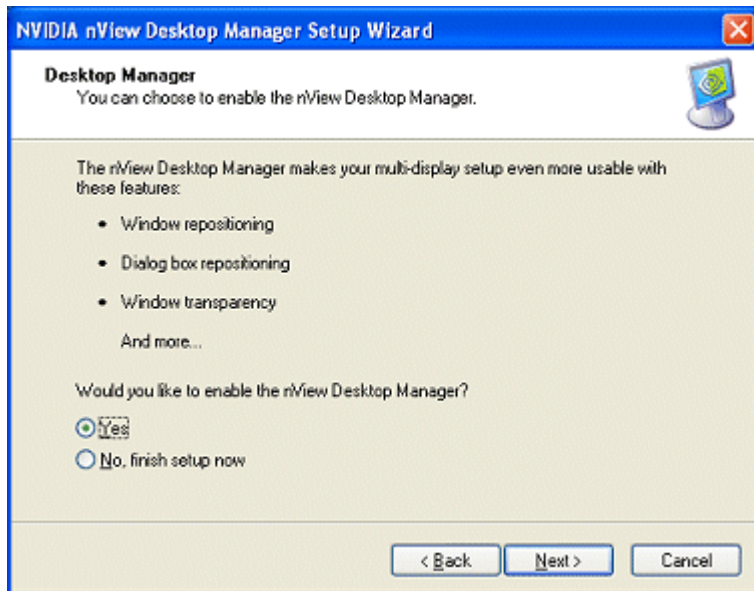 NVIDIA nView Desktop Manager Setup Wizard
Desktop Manager
You can choose to enable the nView Desktop Manager.
The nView Desktop Manager makes your multi-display setup even more usable with
these features:
• Window repositioning
• Dialog box repositioning
• Window transparency
And more...
Would you like to enable the nView Desktop Manager?
Yes
No, finish setup now
< Back
Next >
Cancel